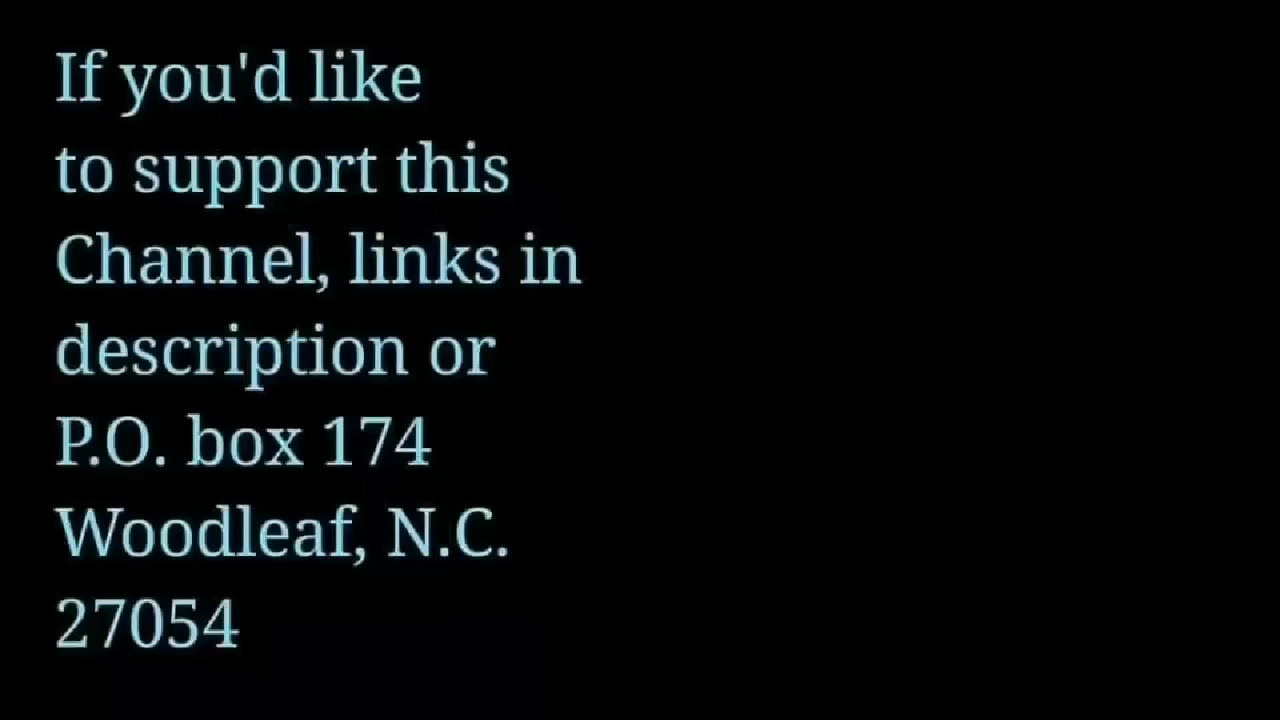 If you'd like
to support this
Channel, links in
description or
P.O. box 174
Woodleaf, N.C.
27054